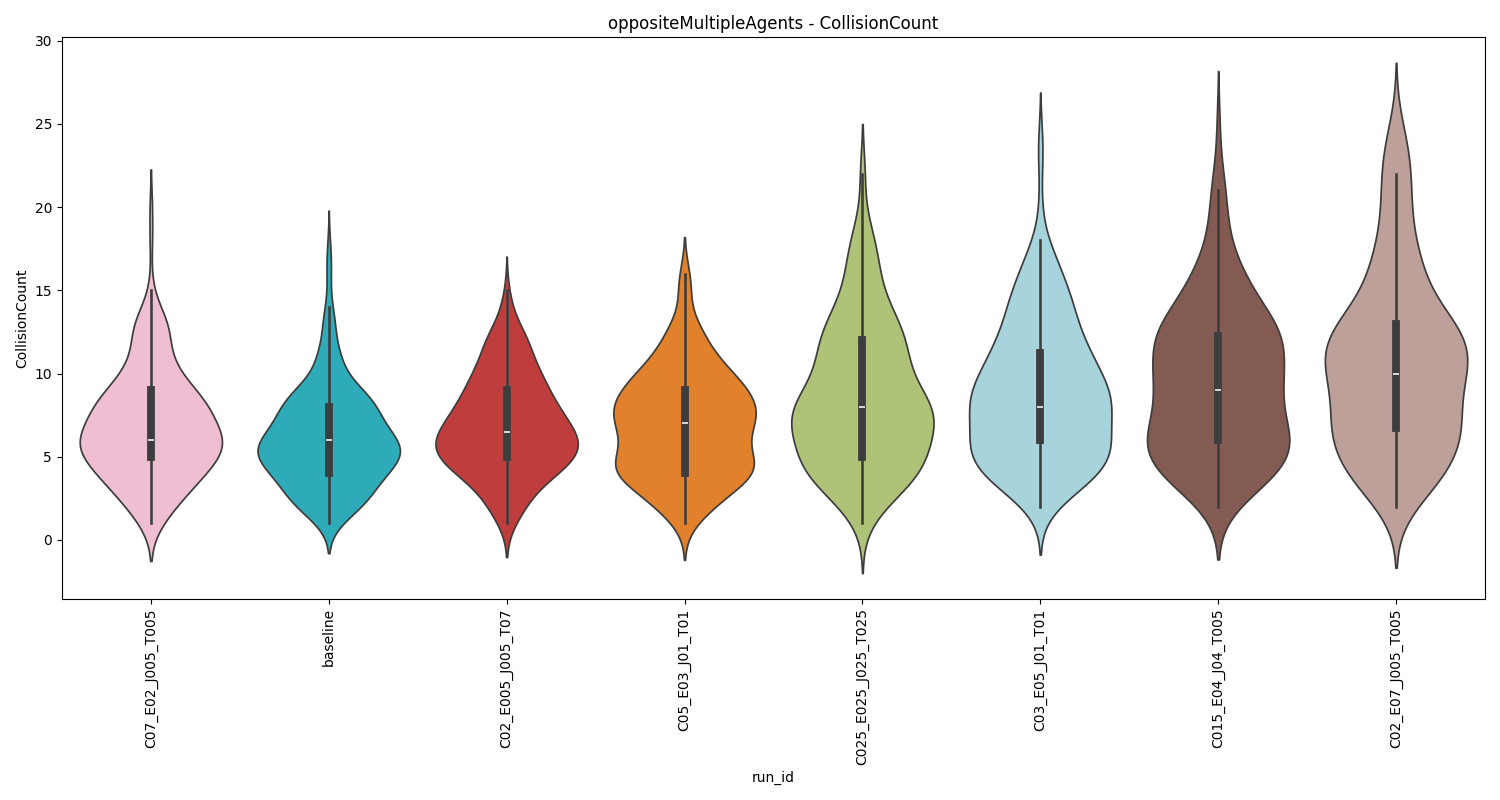 oppositeMultipleAgents - CollisionCount
CollisionCount
30
25
20
15
10
5
0
C07_E02_J005_T005
baseline
C02_E005_J005_T07
C05_E03_J01_T01
C025_E025_J025_T025
C03_E05_J01_T01
C015_E04_J04_T005
C02_E07_J005_T005
run_id